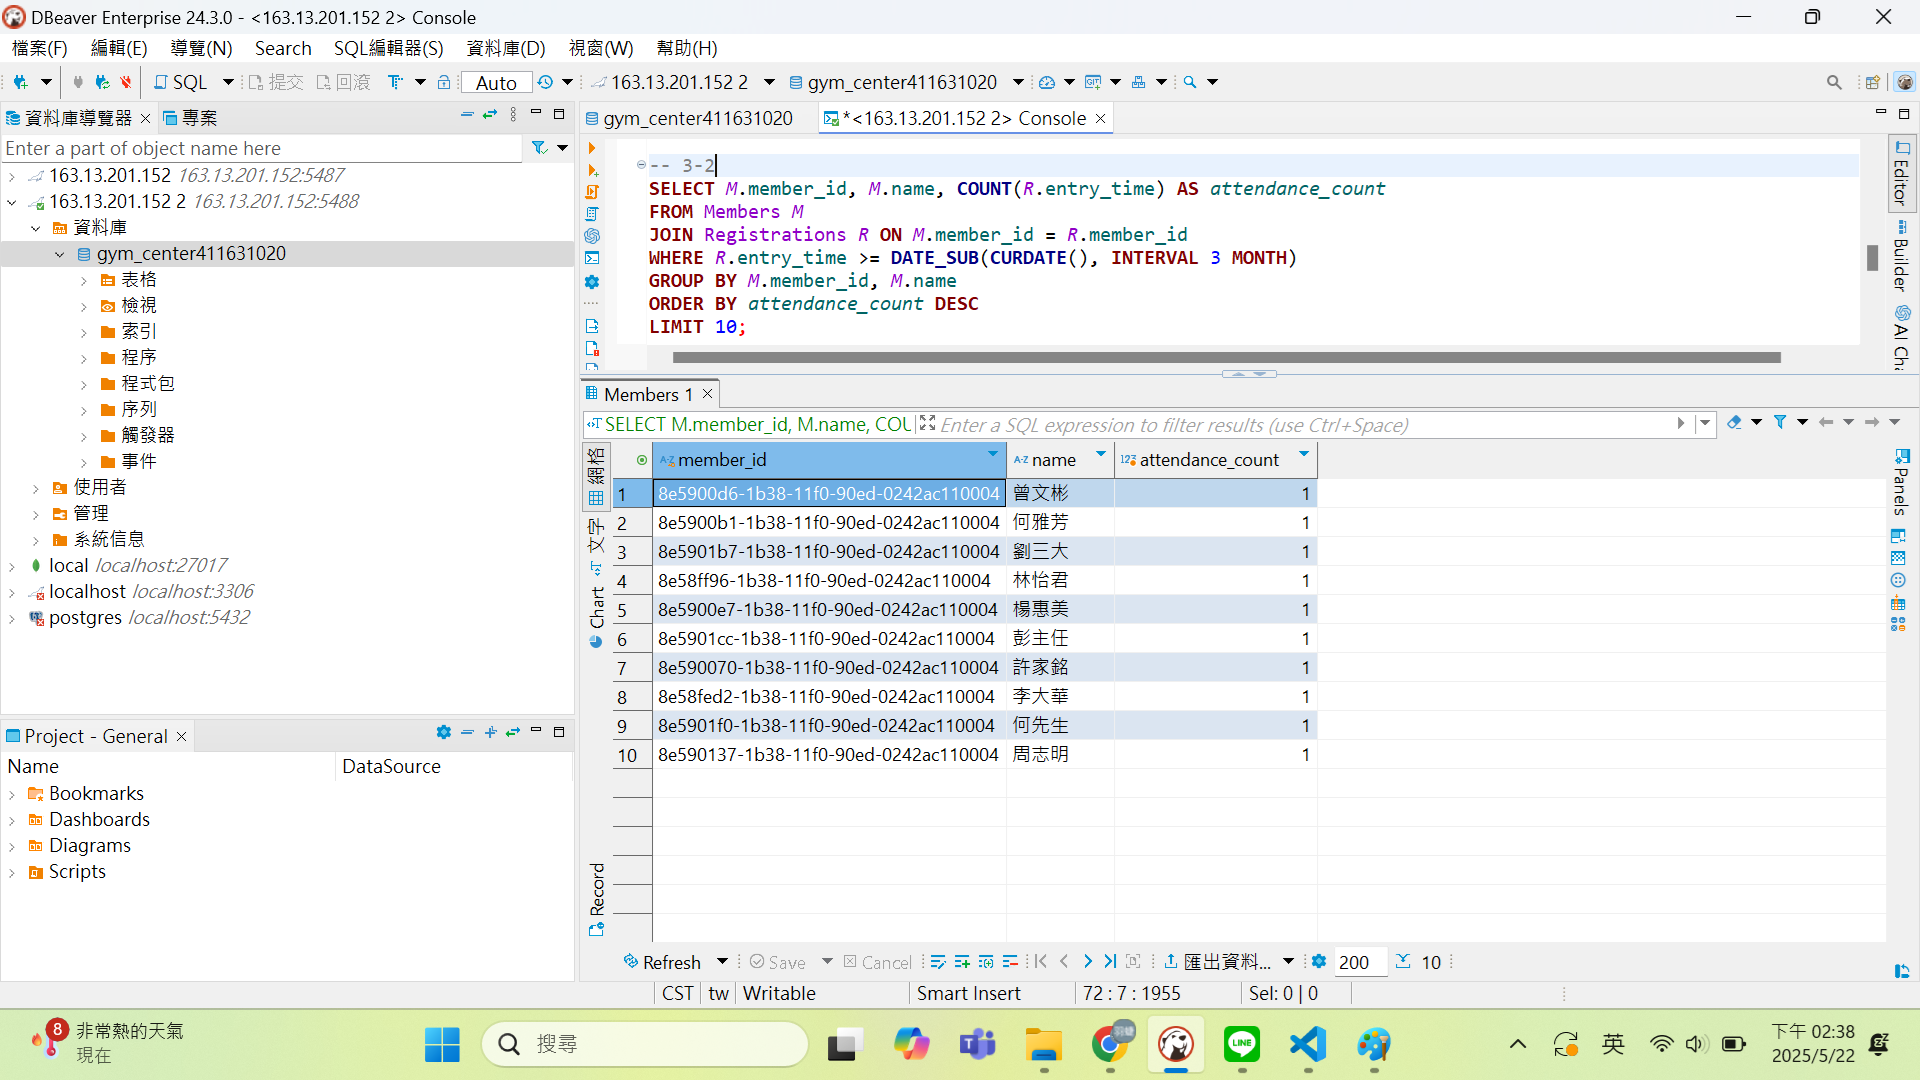 DBeaver Enterprise 24.3.0 - <163.13.201.152 2> Console
檔案(F) 編輯(E) 導覽(N) Search SQL編輯器(S) 資料庫(D) 視窗(W) 幫助(H)
SQL 提交 回滾 Auto 163.13.201.152 2 gym_center411631020
資料庫導覽器 專案
Enter a part of object name here
163.13.201.152 163.13.201.152:5487
163.13.201.152 2 163.13.201.152:5488
資料庫
gym_center411631020
表格
檢視
索引
程序
程式包
序列
觸發器
事件
使用者
管理
系統信息
local localhost:27017
localhost localhost:3306
postgres localhost:5432
Project - General
Name DataSource
Bookmarks
Dashboards
Diagrams
Scripts
gym_center411631020 *<163.13.201.152 2> Console
-- 3-2
SELECT M.member_id, M.name, COUNT(R.entry_time) AS attendance_count
FROM Members M
JOIN Registrations R ON M.member_id = R.member_id
WHERE R.entry_time >= DATE_SUB(CURDATE(), INTERVAL 3 MONTH)
GROUP BY M.member_id, M.name
ORDER BY attendance_count DESC
LIMIT 10;
Editor
Builder
AI Cha
Members 1
SELECT M.member_id, M.name, COU Enter a SQL expression to filter results (use Ctrl+Space)
網格
文字
Chart
Record
Panels
member_id name attendance_count
1 8e5900d6-1b38-11f0-90ed-0242ac110004 曾文彬 1
2 8e5900b1-1b38-11f0-90ed-0242ac110004 何雅芳 1
3 8e5901b7-1b38-11f0-90ed-0242ac110004 劉三大 1
4 8e58ff96-1b38-11f0-90ed-0242ac110004 林怡君 1
5 8e5900e7-1b38-11f0-90ed-0242ac110004 楊惠美 1
6 8e5901cc-1b38-11f0-90ed-0242ac110004 彭主任 1
7 8e590070-1b38-11f0-90ed-0242ac110004 許家銘 1
8 8e58fed2-1b38-11f0-90ed-0242ac110004 李大華 1
9 8e5901f0-1b38-11f0-90ed-0242ac110004 何先生 1
10 8e590137-1b38-11f0-90ed-0242ac110004 周志明 1
Refresh Save Cancel 匯出資料... 200 10
CST tw Writable Smart Insert 72 : 7 : 1955 Sel: 0 | 0
8 非常熱的天氣
現在
搜尋
LINE
英
下午 02:38
2025/5/22